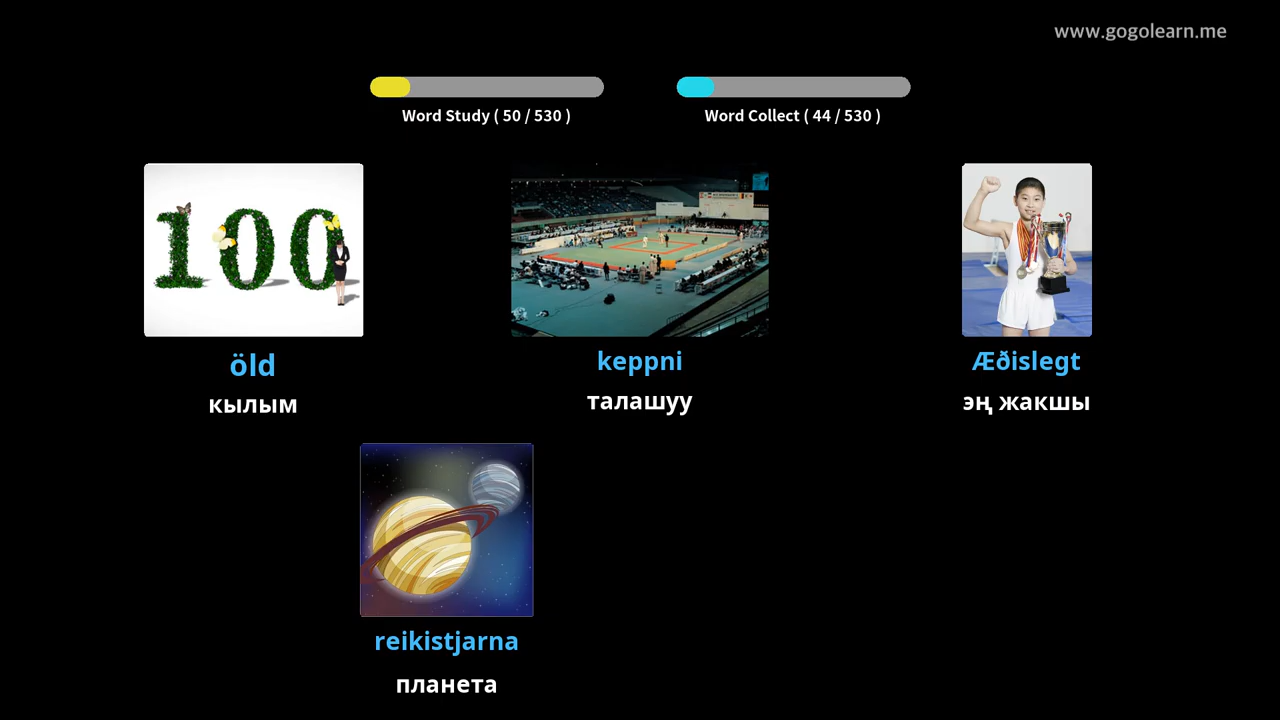 www.gogolearn.me
Word Study ( 50 / 530 )
Word Collect ( 44 / 530 )
100
öld
кылым
keppni
талашуу
Æðislegt
эң жакшы
reikistjarna
планета